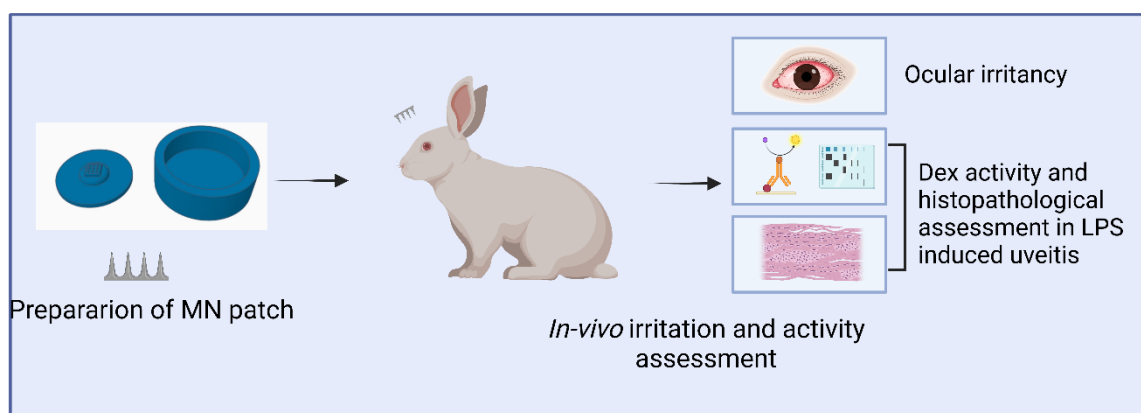 Prepararion of MN patch
In-vivo irritation and activity
assessment
Ocular irritancy
Dex activity and
histopathological
assessment in LPS
induced uveitis